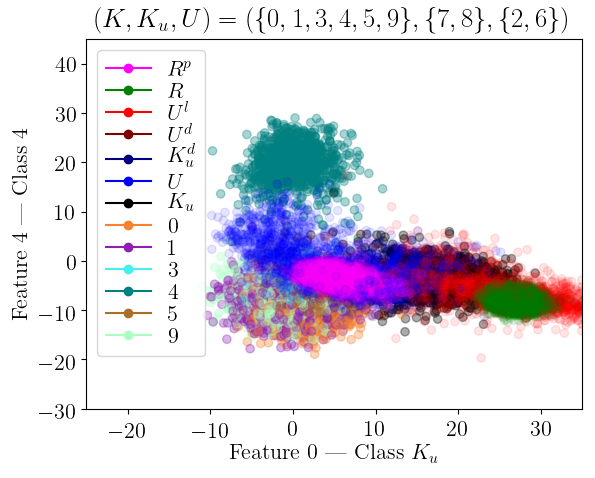 (K, K_u, U) = ({0, 1, 3, 4, 5, 9}, {7, 8}, {2, 6})
40
30
20
10
0
−10
−20
−30
Feature 4 — Class 4
R^p
R
U^l
U^d
K_u^d
U
K_u
0
1
3
4
5
9
−20
−10
0
10
20
30
Feature 0 — Class K_u